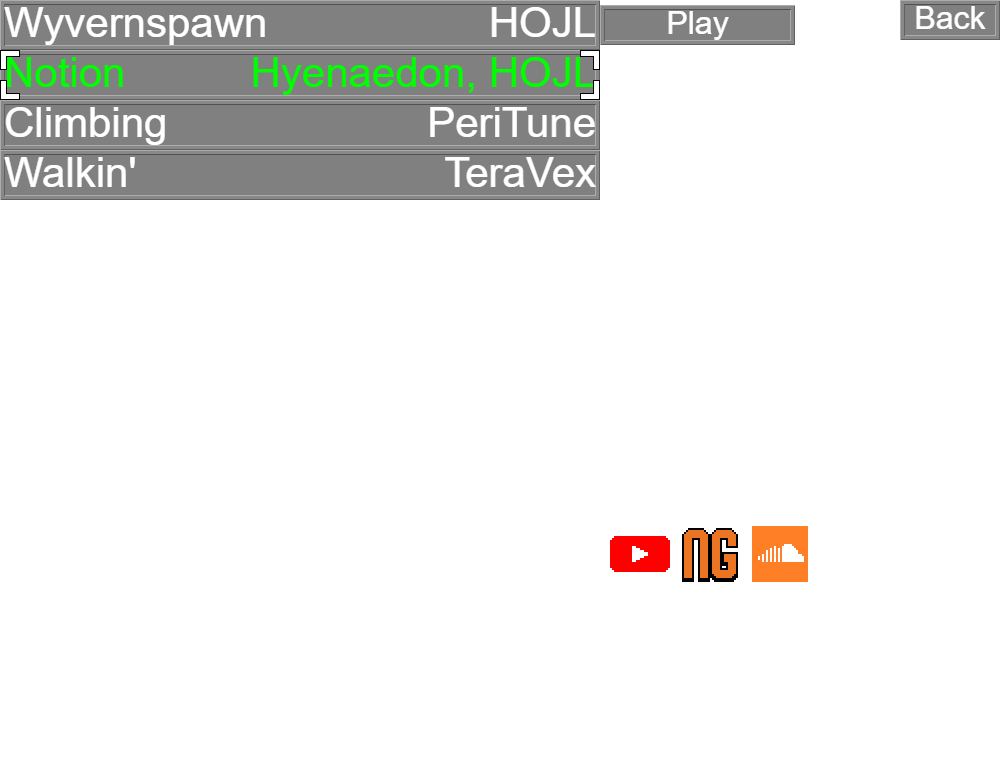 Wyvernspawn HOJL
Play
Back
Notion Hyenaedon, HOJL
Climbing PeriTune
Walkin' TeraVex
NG